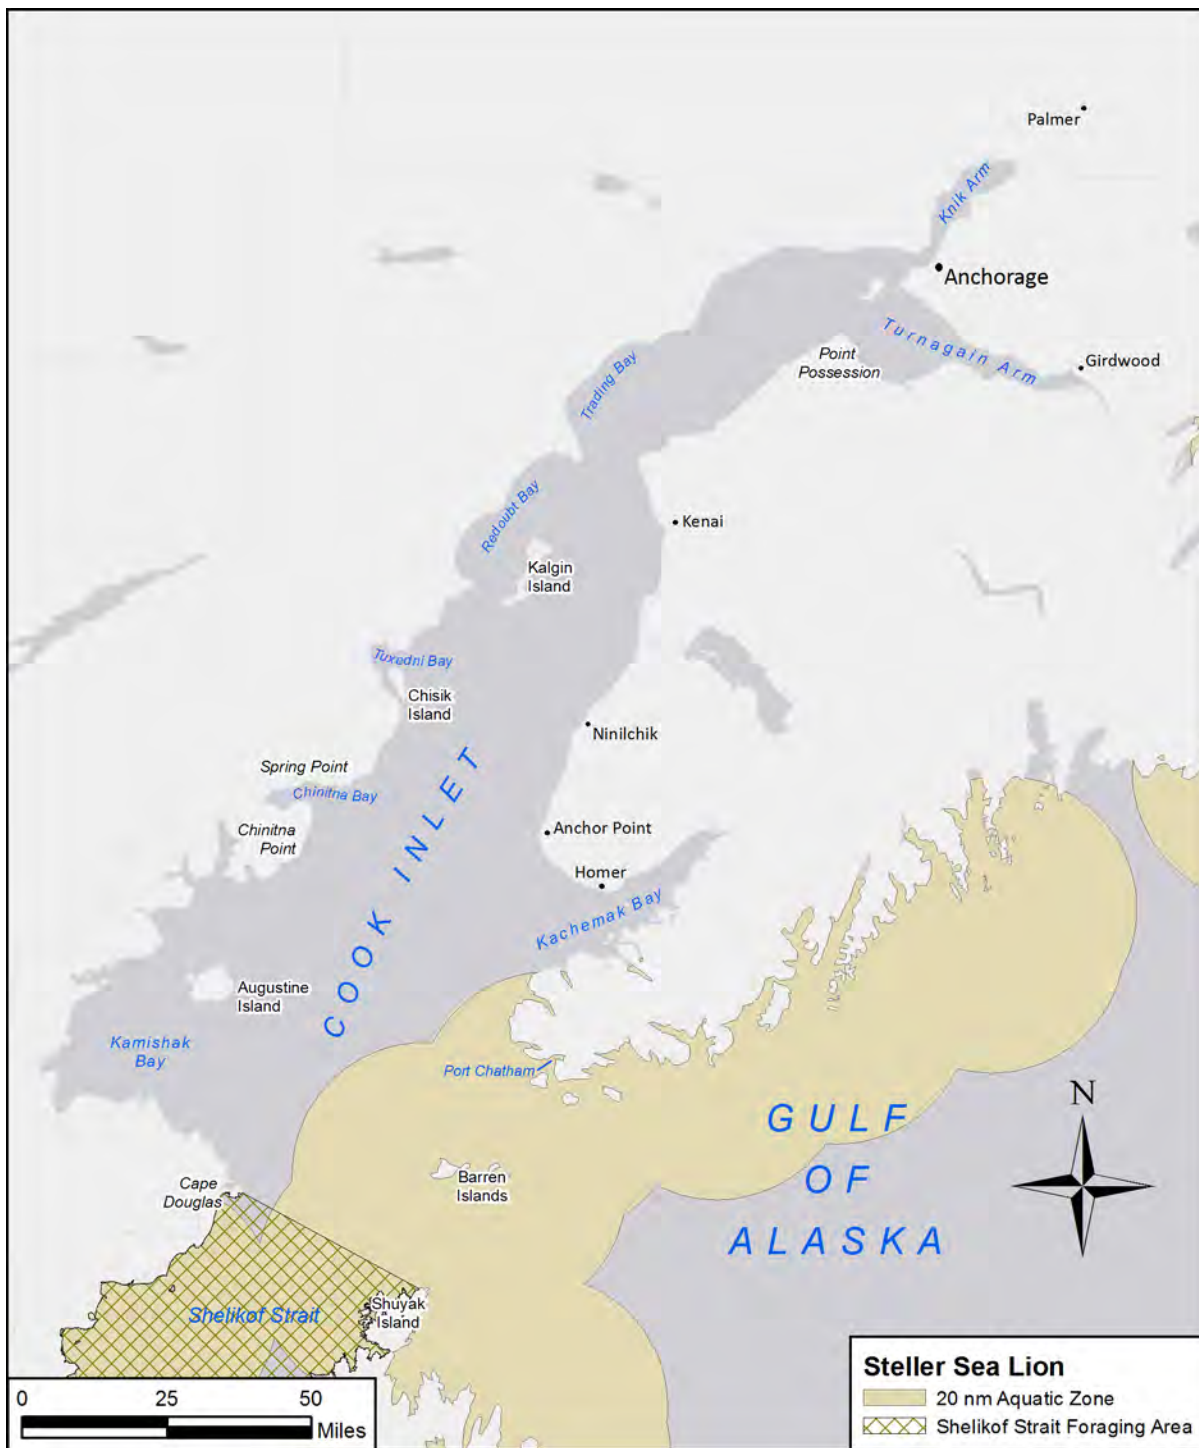 Palmer
Knik Arm
Anchorage
Turnagain Arm
Point
Possession
Girdwood
Trading Bay
Redoubt Bay
Kenai
Kalgin
Island
Tuxedni Bay
Chisik
Island
Ninilchik
Spring Point
Chinitna Bay
Chinitna
Point
Anchor Point
Homer
Kachemak Bay
COOK INLET
Augustine
Island
Kamishak
Bay
Port Chatham
GULF
OF
ALASKA
N
Barren
Islands
Cape
Douglas
Shelikof Strait
Shuyak
Island
0 25 50
Miles
Steller Sea Lion
20 nm Aquatic Zone
Shelikof Strait Foraging Area